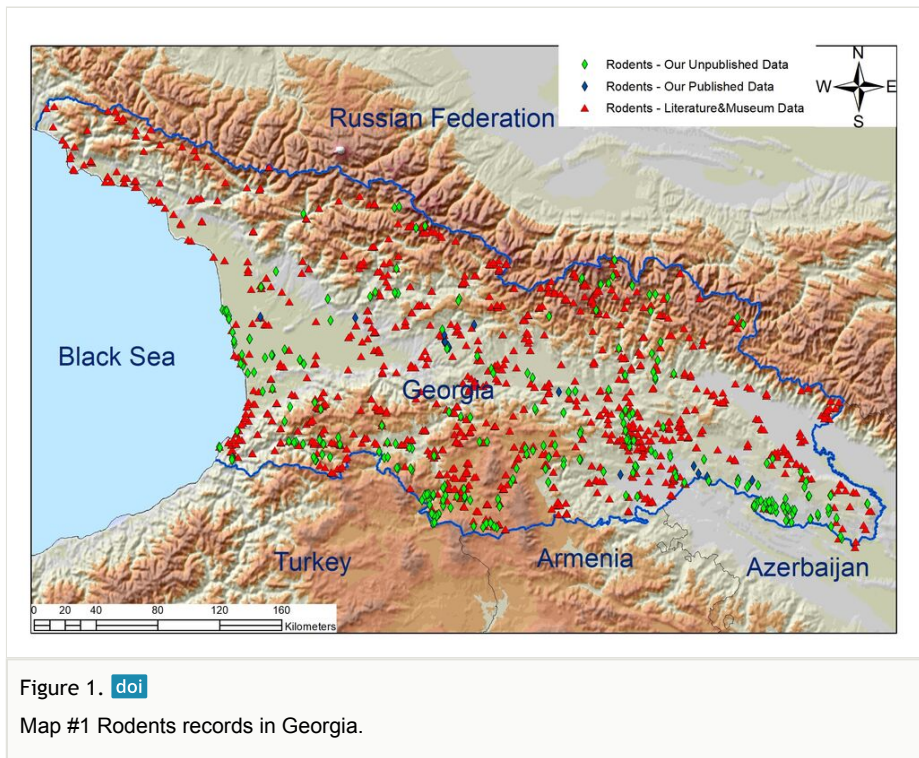 Rodents - Our Unpublished Data
Rodents - Our Published Data
Rodents - Literature&Museum Data
N
W E
S
Russian Federation
Black Sea
Georgia
Turkey
Armenia
Azerbaijan
0 20 40 80 120 160
Kilometers
Figure 1. doi
Map #1 Rodents records in Georgia.